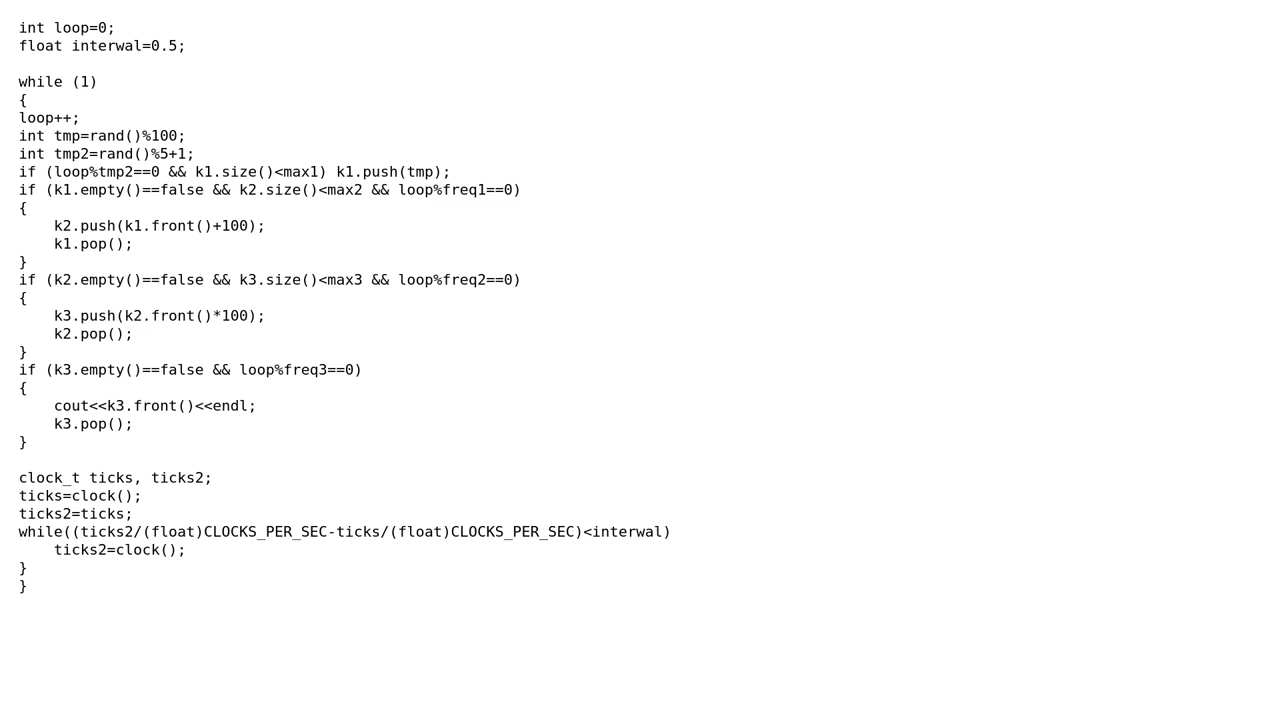 int loop=0;
float interwal=0.5;

while (1)
{
loop++;
int tmp=rand()%100;
int tmp2=rand()%5+1;
if (loop%tmp2==0 && k1.size()<max1) k1.push(tmp);
if (k1.empty()==false && k2.size()<max2 && loop%freq1==0)
{
    k2.push(k1.front()+100);
    k1.pop();
}
if (k2.empty()==false && k3.size()<max3 && loop%freq2==0)
{
    k3.push(k2.front()*100);
    k2.pop();
}
if (k3.empty()==false && loop%freq3==0)
{
    cout<<k3.front()<<endl;
    k3.pop();
}

clock_t ticks, ticks2;
ticks=clock();
ticks2=ticks;
while((ticks2/(float)CLOCKS_PER_SEC-ticks/(float)CLOCKS_PER_SEC)<interwal)
    ticks2=clock();
}
}